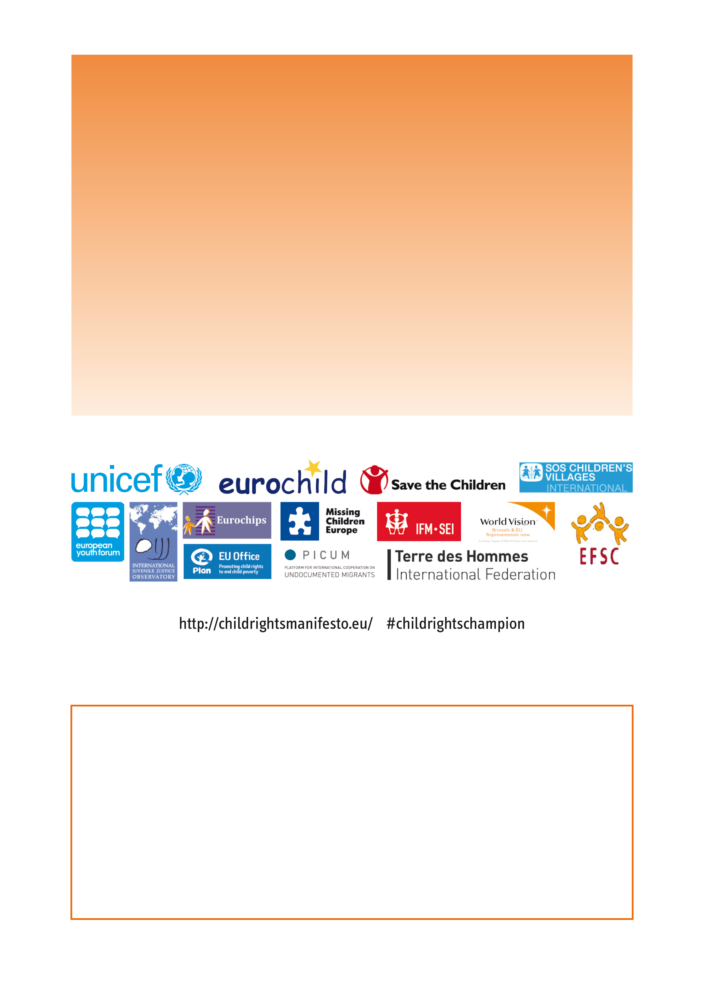 unicef
eurochild
Save the Children
SOS CHILDREN'S
VILLAGES
INTERNATIONAL
european
youth forum
INTERNATIONAL
JUVENILE JUSTICE
OBSERVATORY
Eurochips
Missing
Children
Europe
IFM•SEI
World Vision®
Brussels & EU
Representation ivzw
A Global Capital of World Vision International
EFSC
Plan
EU Office
Promoting child rights
to end child poverty
PICUM
PLATFORM FOR INTERNATIONAL COOPERATION ON
UNDOCUMENTED MIGRANTS
Terre des Hommes
International Federation
http://childrightsmanifesto.eu/ #childrightschampion